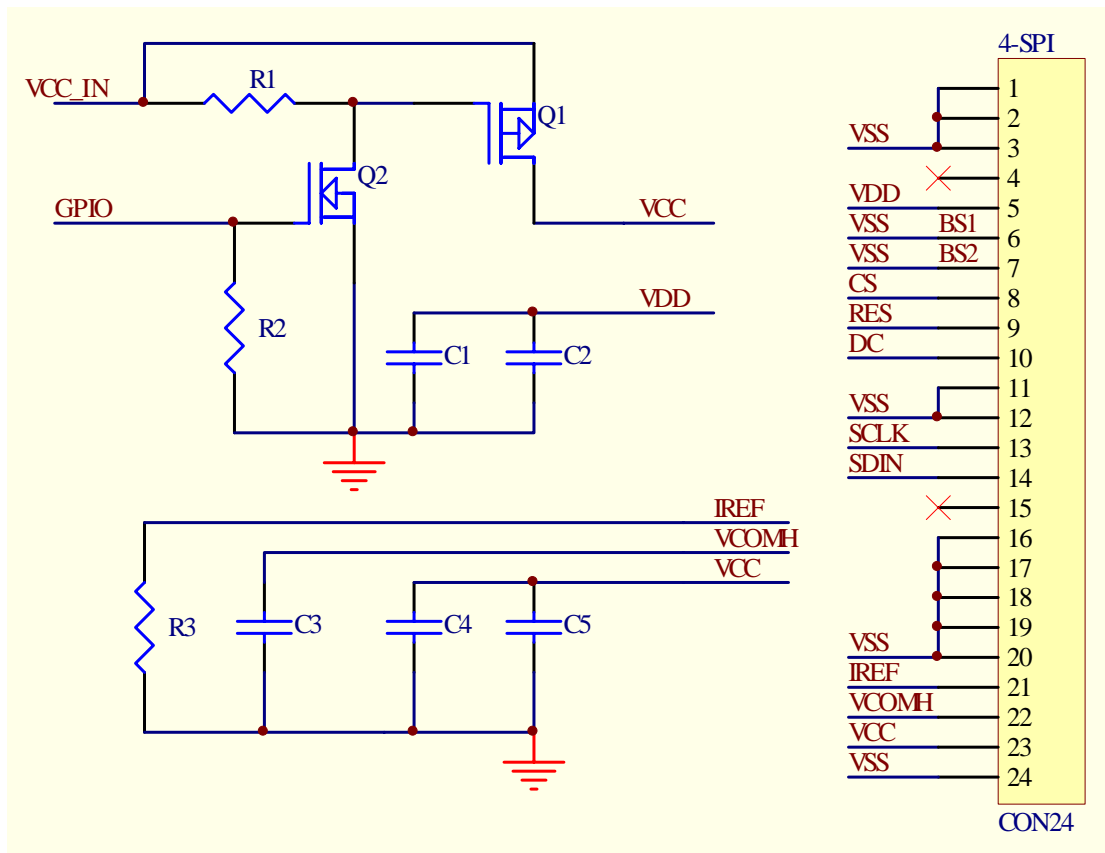 4-SPI
VCC_IN
R1
Q1
Q2
GPIO
VCC
R2
VDD
C1
C2
IREF
VCOMH
VCC
R3
C3
C4
C5
1
2
VSS 3
4
VDD 5
VSS BS1 6
VSS BS2 7
CS 8
RES 9
DC 10
11
VSS 12
SCLK 13
SDIN 14
15
16
17
18
19
VSS 20
IREF 21
VCOMH 22
VCC 23
VSS 24
CON24